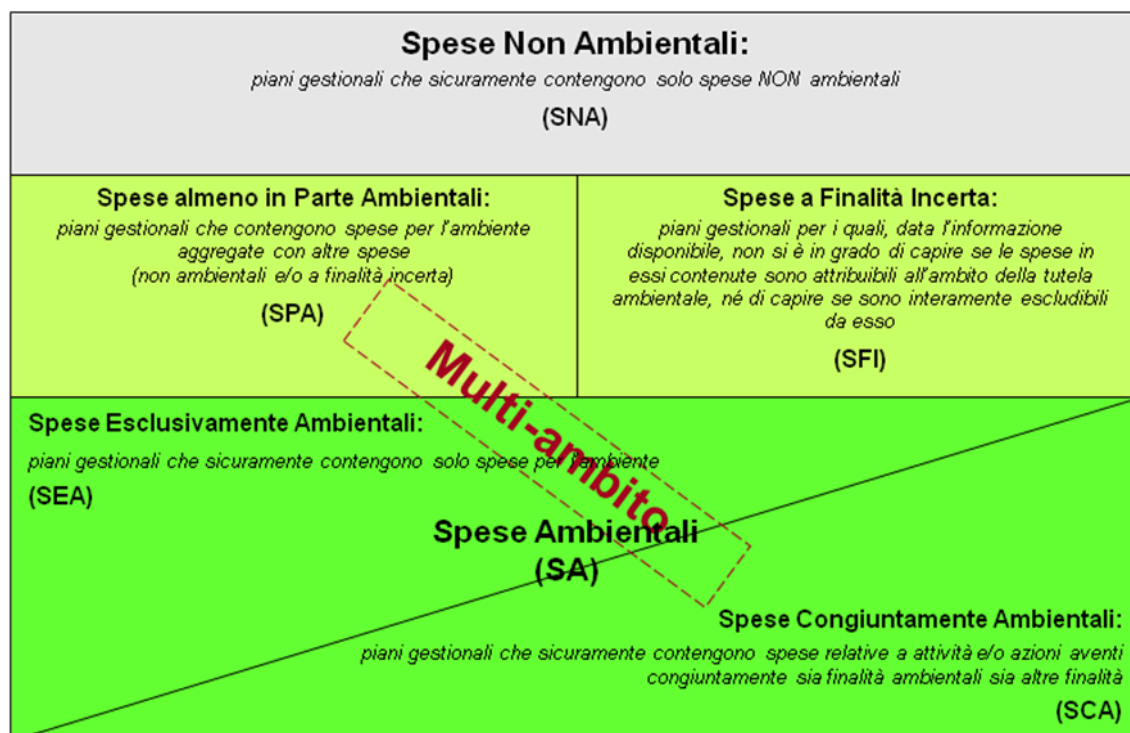 Spese Non Ambientali:
piani gestionali che sicuramente contengono solo spese NON ambientali
(SNA)
Spese almeno in Parte Ambientali:
piani gestionali che contengono spese per l'ambiente
aggregate con altre spese
(non ambientali e/o a finalità incerta)
(SPA)
Spese a Finalità Incerta:
piani gestionali per i quali, data l'informazione
disponibile, non si è in grado di capire se le spese in
essi contenute sono attribuibili all'ambito della tutela
ambientale, né di capire se sono interamente escludibili
da esso
(SFI)
Multi-ambito
Spese Esclusivamente Ambientali:
piani gestionali che sicuramente contengono solo spese per l'ambiente
(SEA)
Spese Ambientali
(SA)
Spese Congiuntamente Ambientali:
piani gestionali che sicuramente contengono spese relative a attività e/o azioni aventi
congiuntamente sia finalità ambientali sia altre finalità
(SCA)